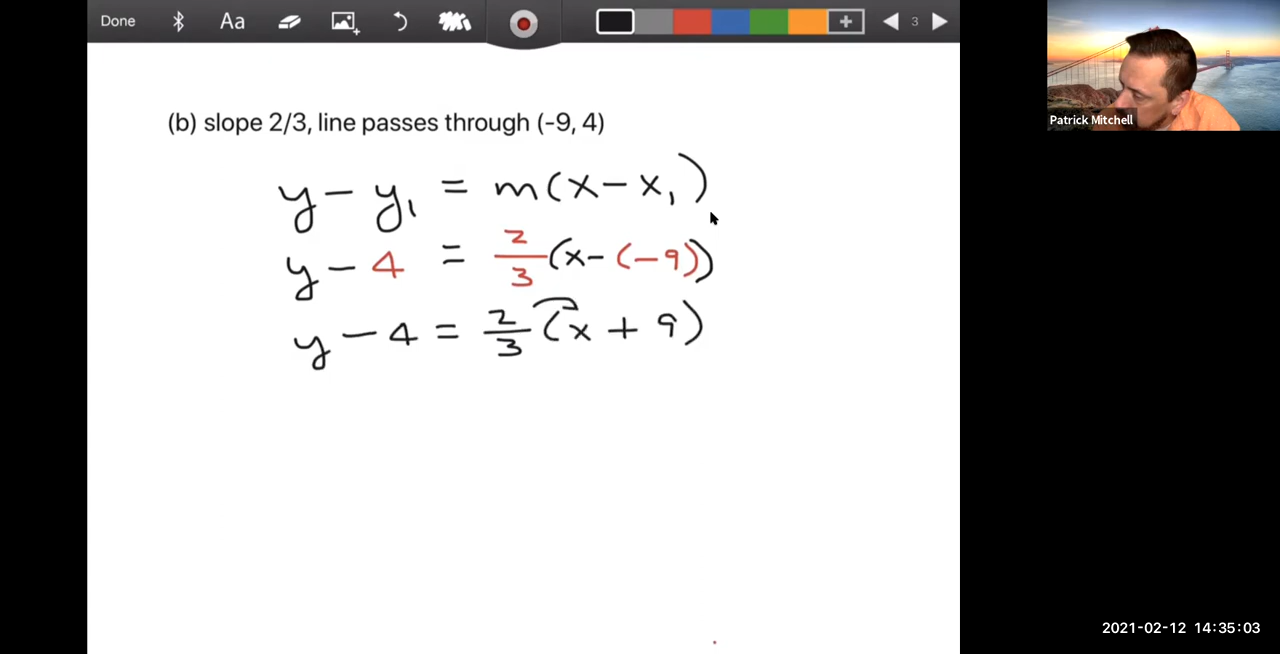 Done Aa 3
(b) slope 2/3, line passes through (-9, 4)
y - y₁ = m(x - x₁)
y - 4 = 2/3 (x - (-9))
y - 4 = 2/3 (x + 9)
Patrick Mitchell
2021-02-12 14:35:03